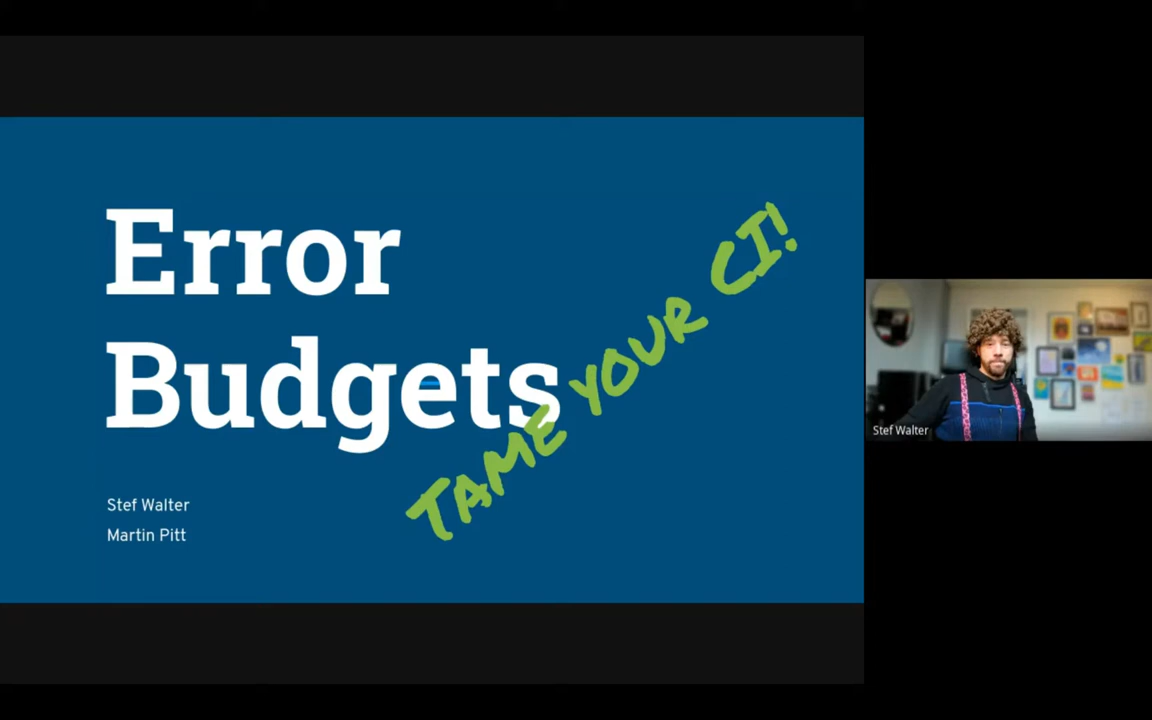 Error
Budgets
TAME YOUR CI!
Stef Walter
Martin Pitt
Stef Walter